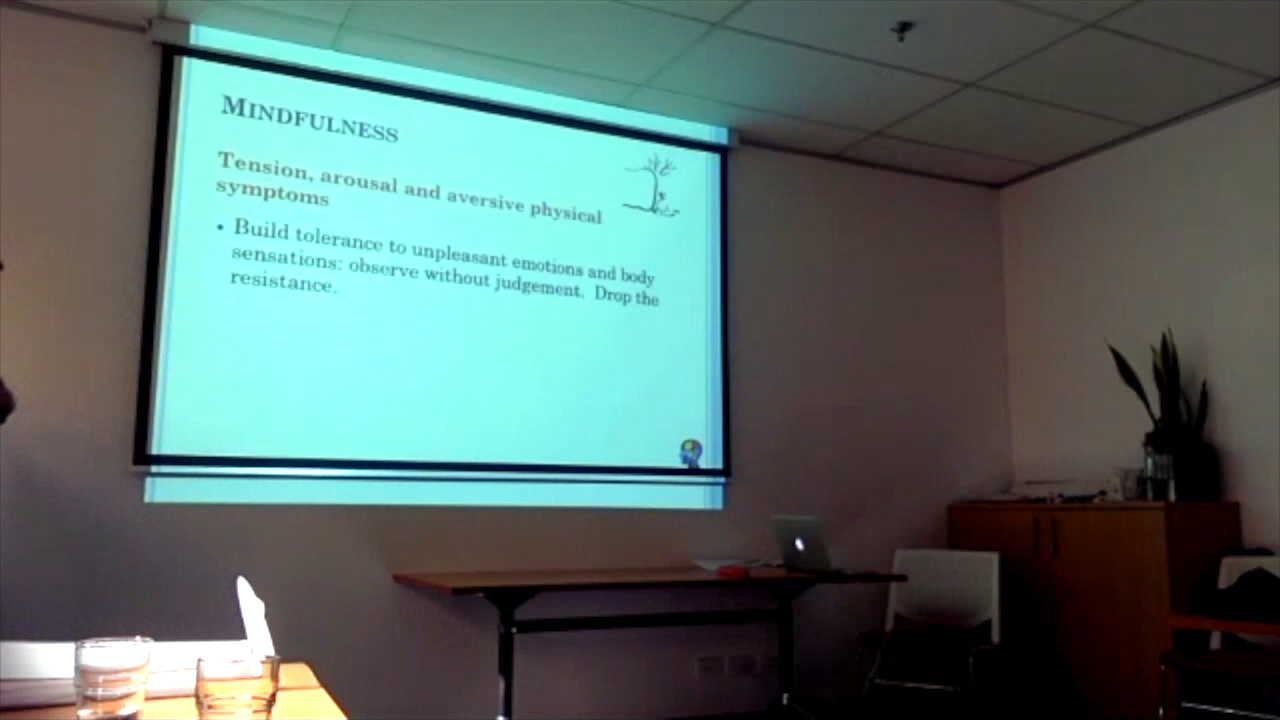 MINDFULNESS
Tension, arousal and aversive physical
symptoms
• Build tolerance to unpleasant emotions and body
sensations: observe without judgement. Drop the
resistance.